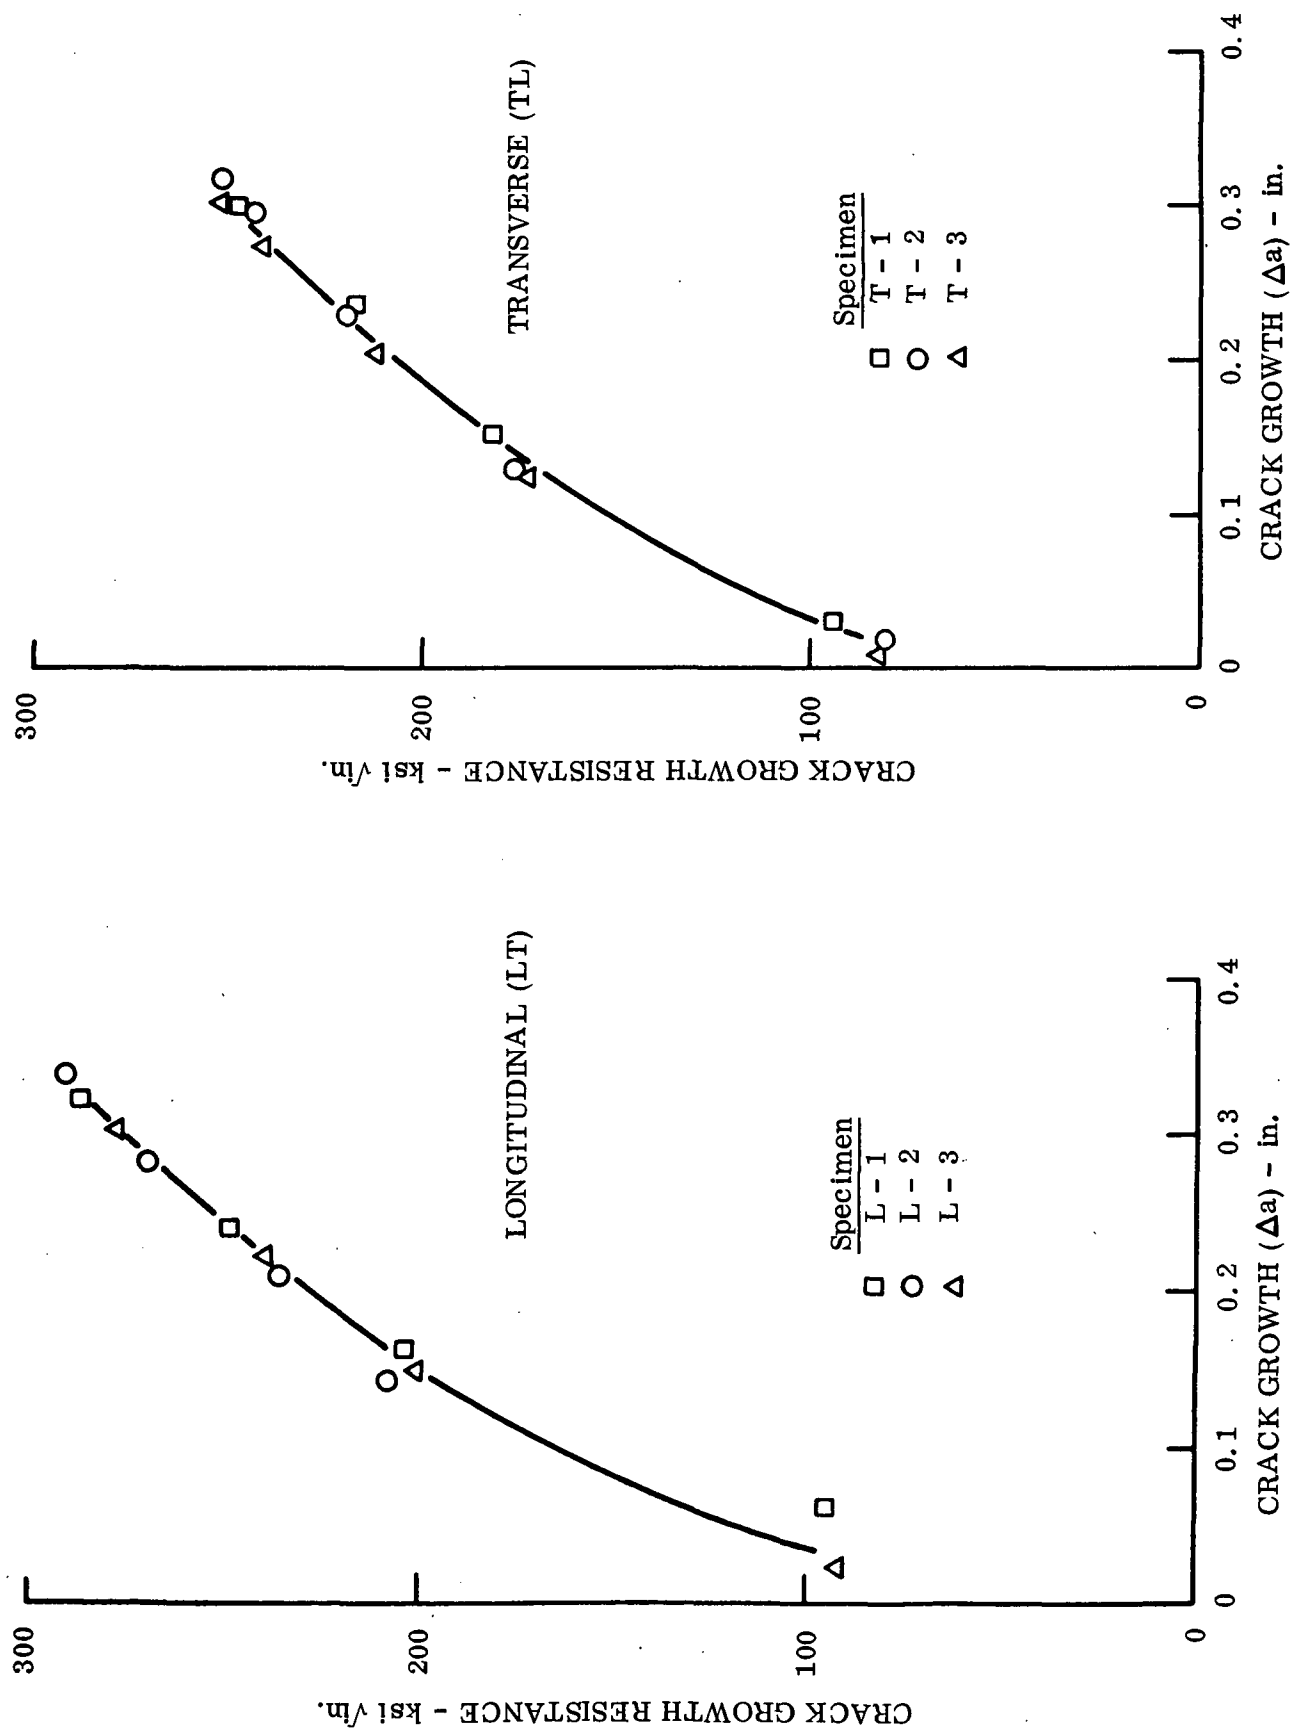 300
200
100
0
CRACK GROWTH RESISTANCE - ksi √in.
LONGITUDINAL (LT)
Specimen
L - 1
L - 2
L - 3
0 0.1 0.2 0.3 0.4
CRACK GROWTH (Δa) - in.
300
200
100
0
CRACK GROWTH RESISTANCE - ksi √in.
TRANSVERSE (TL)
Specimen
T - 1
T - 2
T - 3
0 0.1 0.2 0.3 0.4
CRACK GROWTH (Δa) - in.